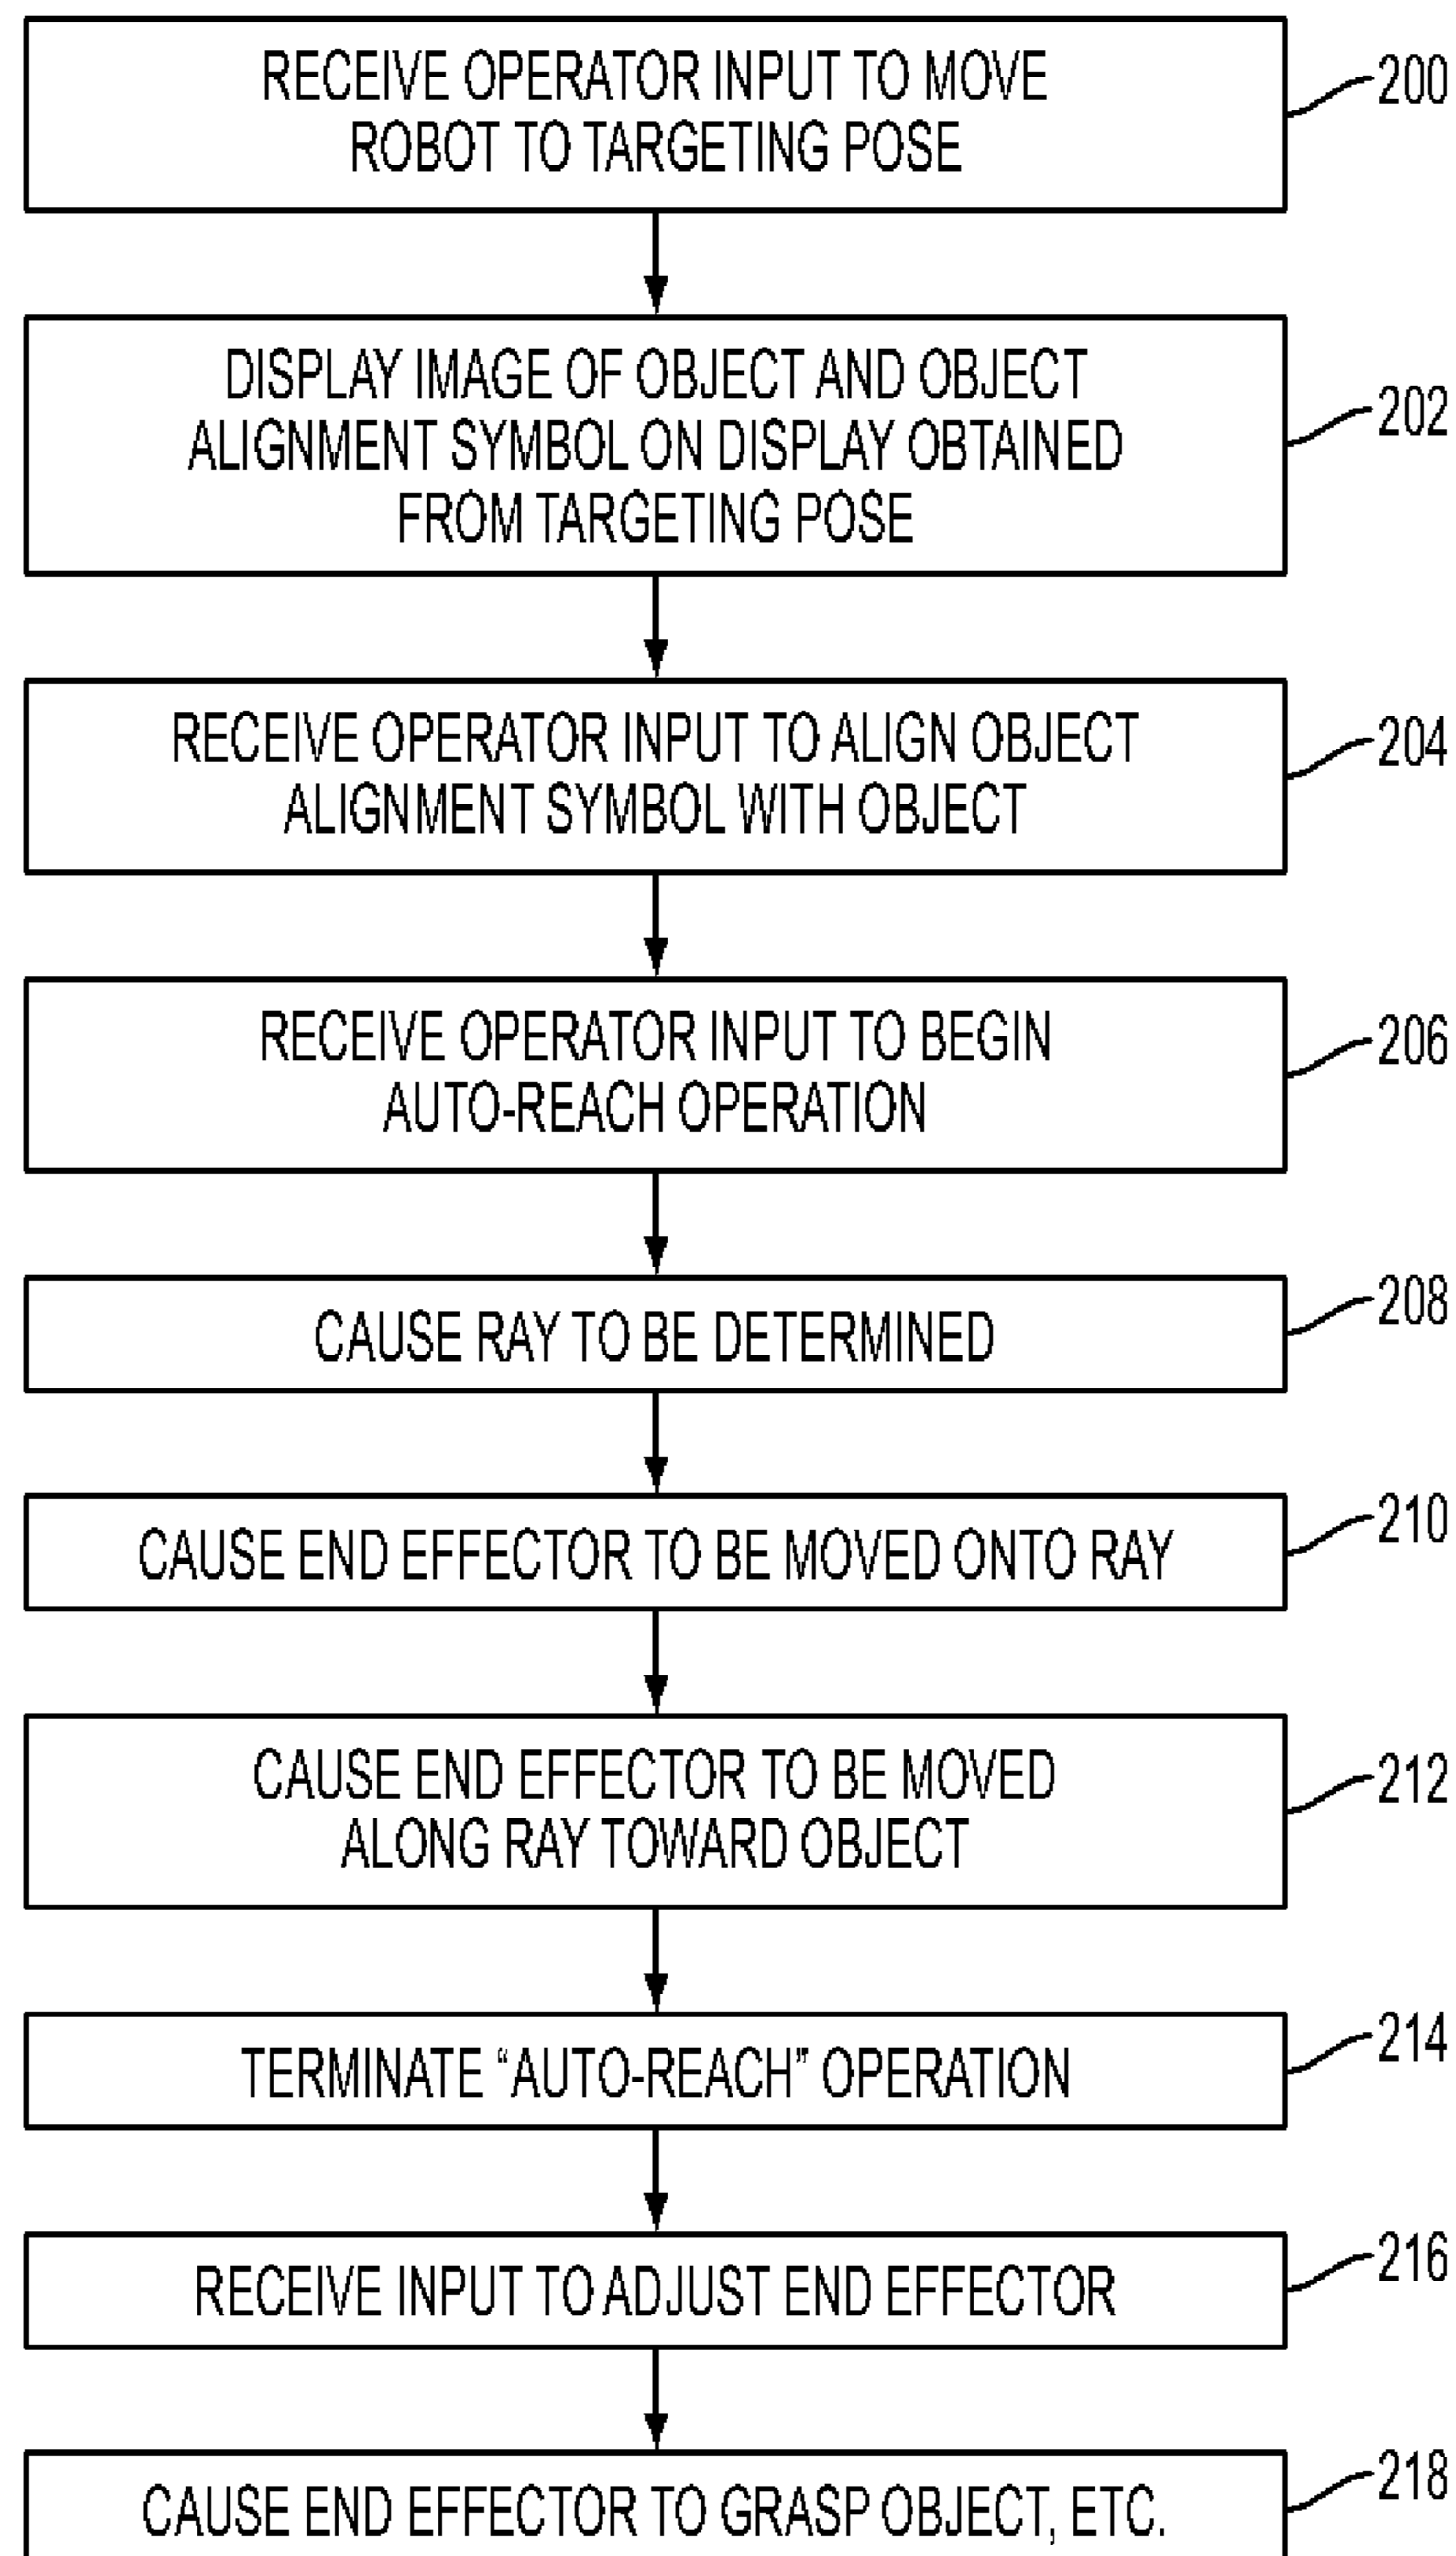 RECEIVE OPERATOR INPUT TO MOVE
ROBOT TO TARGETING POSE
200
DISPLAY IMAGE OF OBJECT AND OBJECT
ALIGNMENT SYMBOL ON DISPLAY OBTAINED
FROM TARGETING POSE
202
RECEIVE OPERATOR INPUT TO ALIGN OBJECT
ALIGNMENT SYMBOL WITH OBJECT
204
RECEIVE OPERATOR INPUT TO BEGIN
AUTO-REACH OPERATION
206
CAUSE RAY TO BE DETERMINED
208
CAUSE END EFFECTOR TO BE MOVED ONTO RAY
210
CAUSE END EFFECTOR TO BE MOVED
ALONG RAY TOWARD OBJECT
212
TERMINATE “AUTO-REACH” OPERATION
214
RECEIVE INPUT TO ADJUST END EFFECTOR
216
CAUSE END EFFECTOR TO GRASP OBJECT, ETC.
218